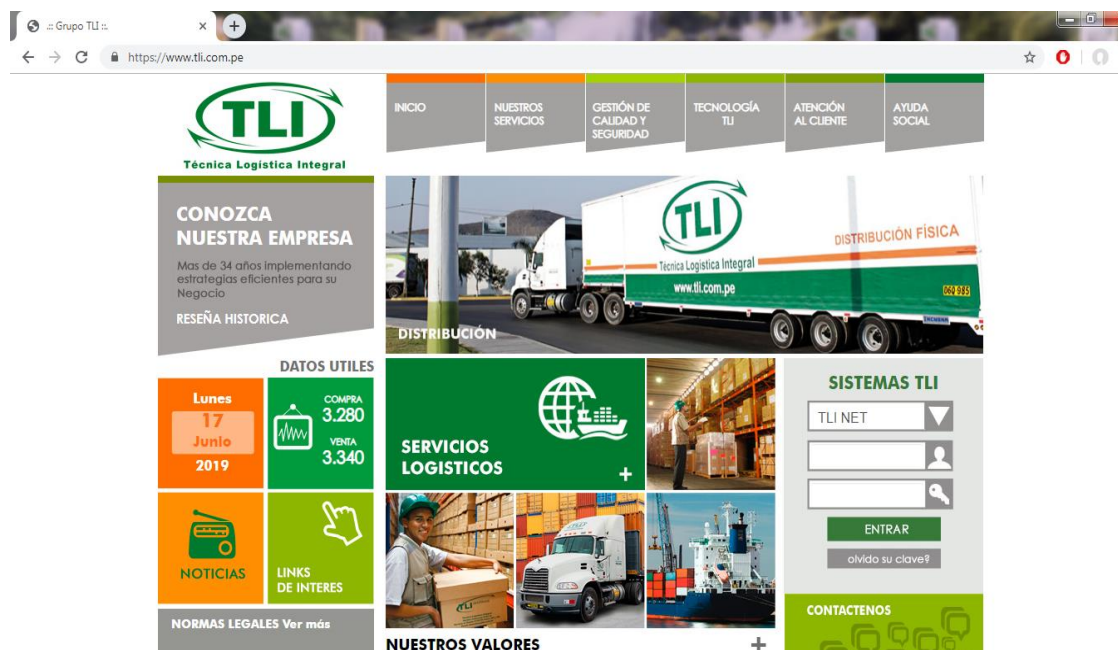 .:: Grupo TLI ::.
https://www.tli.com.pe
TLI
Técnica Logística Integral
INICIO
NUESTROS
SERVICIOS
GESTIÓN DE
CALIDAD Y
SEGURIDAD
TECNOLOGÍA
TLI
ATENCIÓN
AL CLIENTE
AYUDA
SOCIAL
CONOZCA
NUESTRA EMPRESA
Mas de 34 años implementando
estrategias eficientes para su
Negocio
RESEÑA HISTORICA
TLI
Técnica Logística Integral
www.tli.com.pe
DISTRIBUCIÓN FÍSICA
DISTRIBUCIÓN
DATOS UTILES
Lunes
17
Junio
2019
COMPRA
3.280
VENTA
3.340
SERVICIOS
LOGISTICOS
SISTEMAS TLI
TLI NET
ENTRAR
olvido su clave?
NOTICIAS
LINKS
DE INTERES
TLI
CONTACTENOS
NORMAS LEGALES Ver más
NUESTROS VALORES